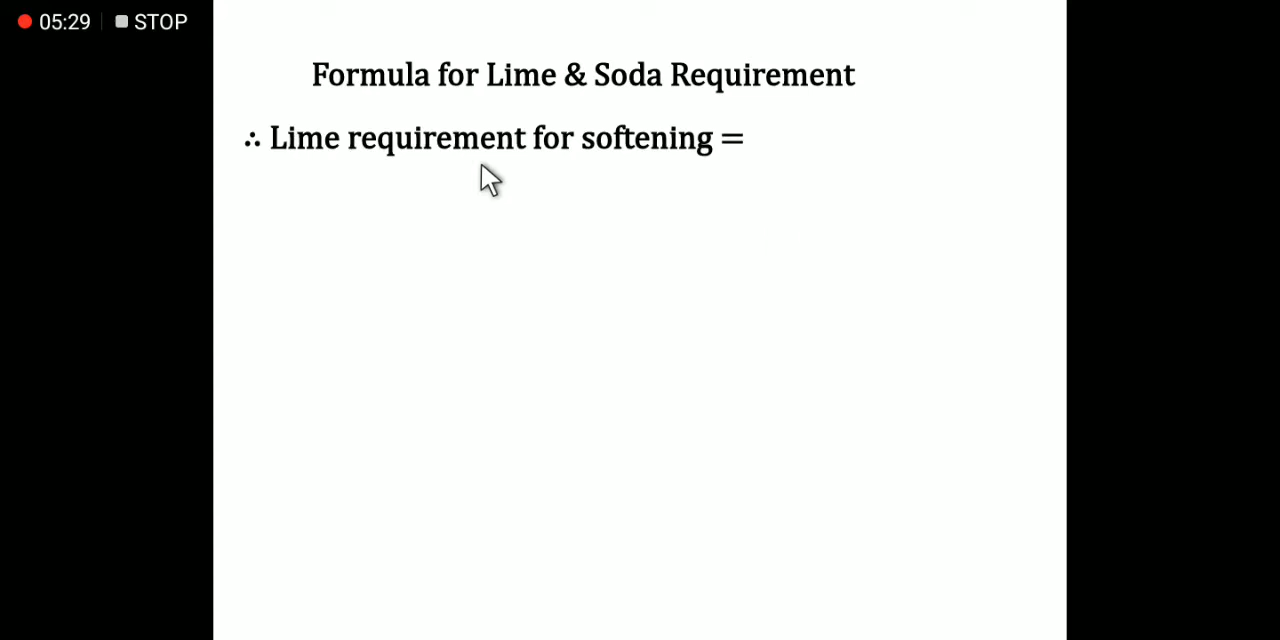 05:29 STOP
Formula for Lime & Soda Requirement
∴ Lime requirement for softening =